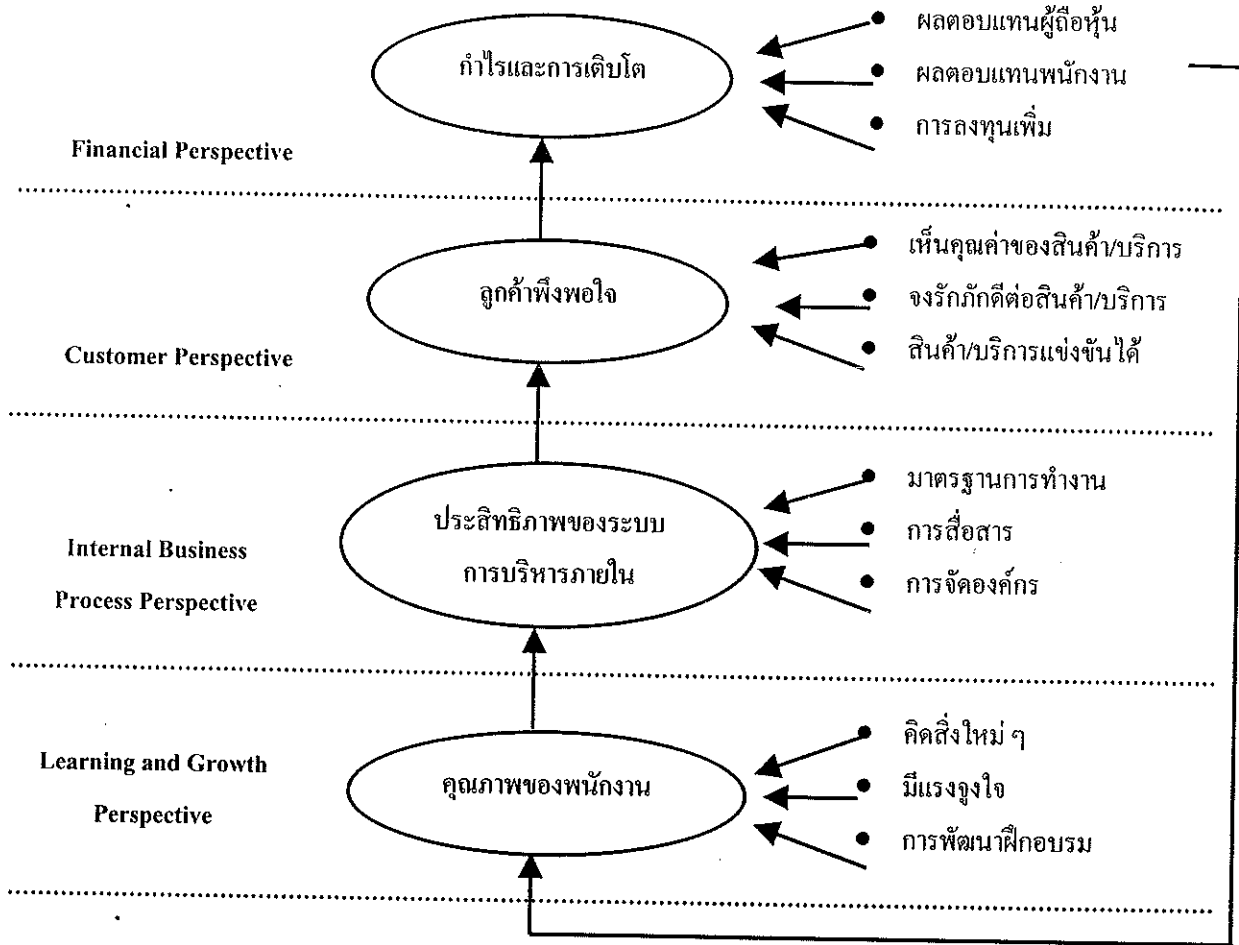 กำไรและการเติบโต
• ผลตอบแทนผู้ถือหุ้น
• ผลตอบแทนพนักงาน
• การลงทุนเพิ่ม
Financial Perspective
ลูกค้าพึงพอใจ
• เห็นคุณค่าของสินค้า/บริการ
• จงรักภักดีต่อสินค้า/บริการ
• สินค้า/บริการแข่งขันได้
Customer Perspective
ประสิทธิภาพของระบบ
การบริหารภายใน
• มาตรฐานการทำงาน
• การสื่อสาร
• การจัดองค์กร
Internal Business
Process Perspective
คุณภาพของพนักงาน
• คิดสิ่งใหม่ ๆ
• มีแรงจูงใจ
• การพัฒนาฝึกอบรม
Learning and Growth
Perspective